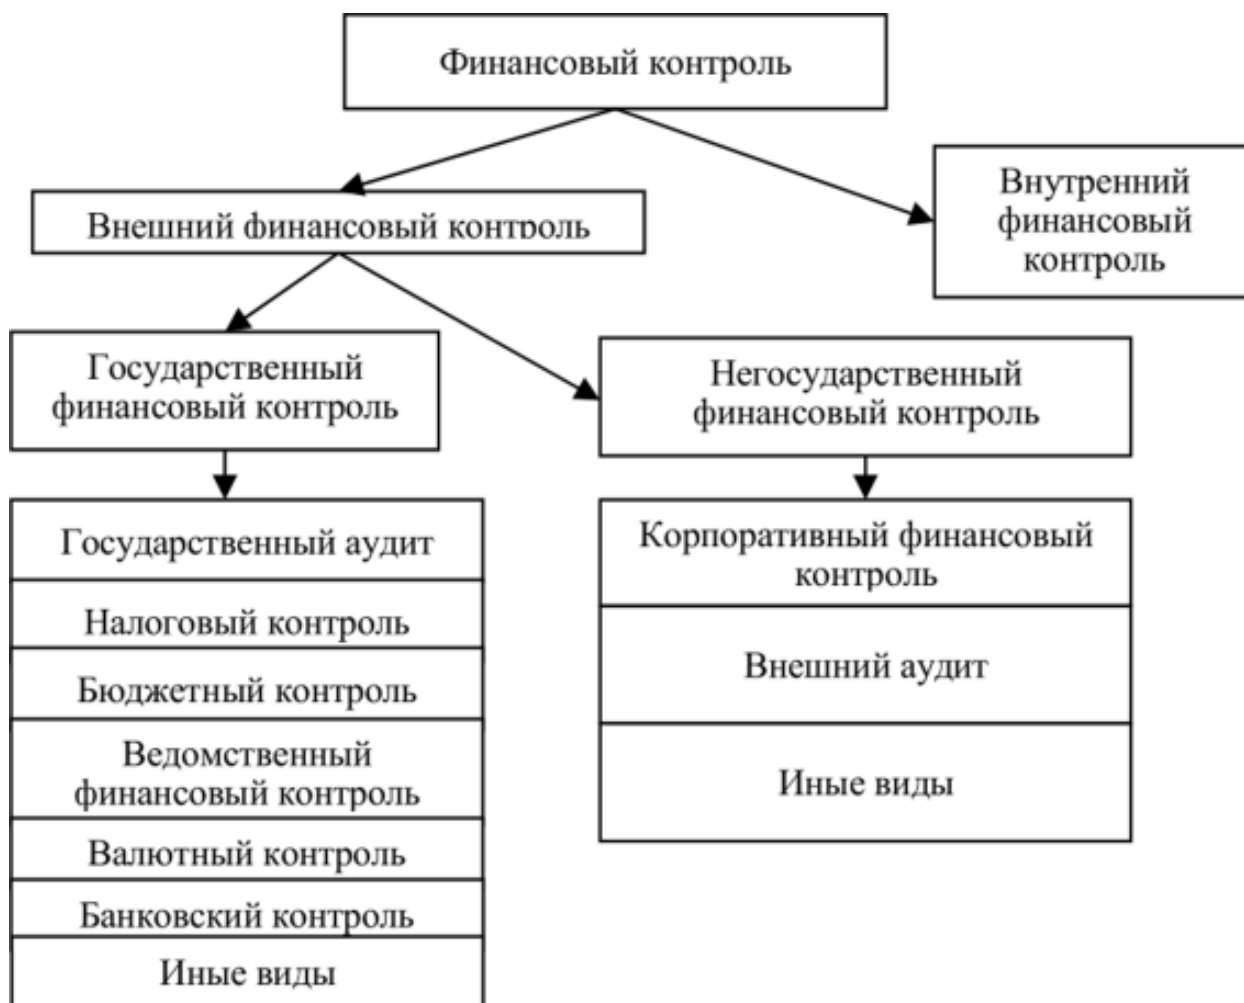 Финансовый контроль
Внутренний
финансовый
контроль
Внешний финансовый контроль
Государственный
финансовый контроль
Негосударственный
финансовый контроль
Государственный аудит
Налоговый контроль
Бюджетный контроль
Ведомственный
финансовый контроль
Валютный контроль
Банковский контроль
Иные виды
Корпоративный финансовый
контроль
Внешний аудит
Иные виды